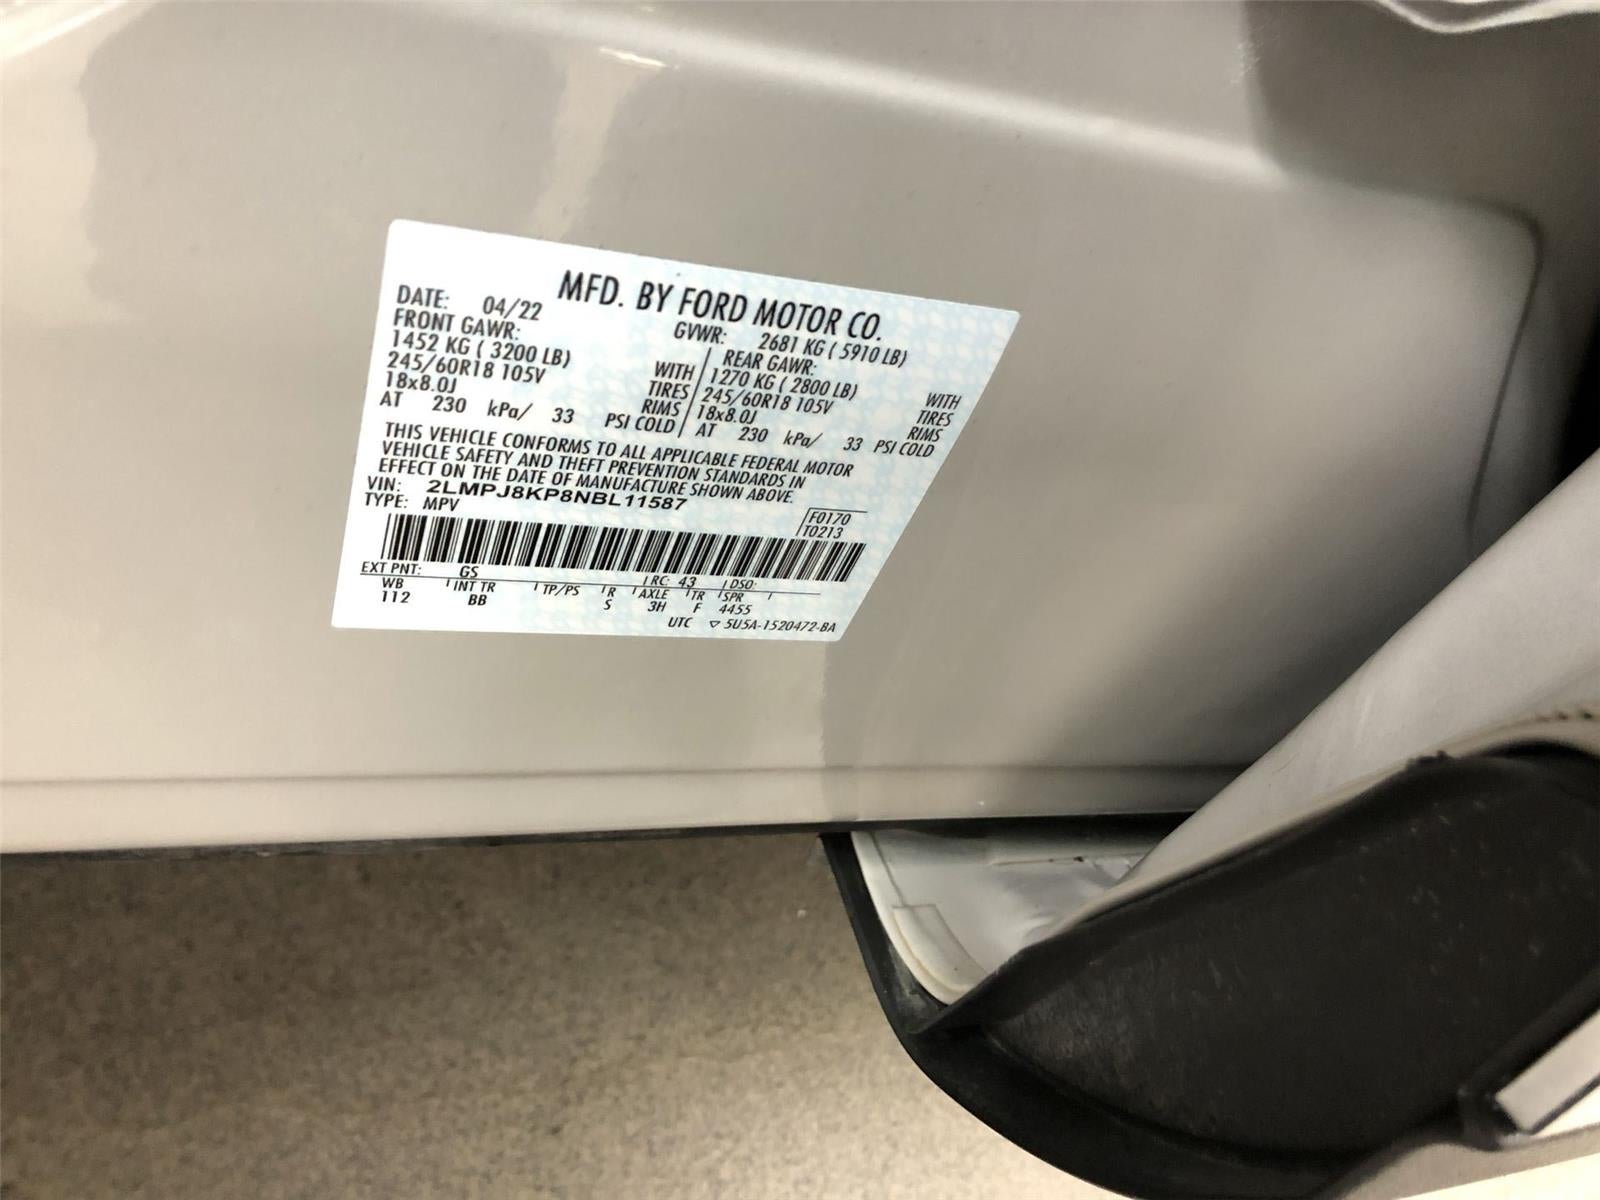 MFD. BY FORD MOTOR CO.
DATE: 04/22 GVWR: 2681 KG ( 5910 LB)
FRONT GAWR: REAR GAWR:
1452 KG ( 3200 LB) WITH 1270 KG ( 2800 LB) WITH
245/60R18 105V TIRES 245/60R18 105V TIRES
18x8.0J RIMS 18x8.0J RIMS
AT 230 kPa/ 33 PSI COLD AT 230 kPa/ 33 PSI COLD
THIS VEHICLE CONFORMS TO ALL APPLICABLE FEDERAL MOTOR
VEHICLE SAFETY AND THEFT PREVENTION STANDARDS IN
EFFECT ON THE DATE OF MANUFACTURE SHOWN ABOVE.
VIN: 2LMPJ8KP8NBL11587
TYPE: MPV
F0170
T0213
EXT PNT: GS RC: 43 DSO:
WB INT TR TP/PS R AXLE TR SPR
112 BB S 3H F 4455
UTC ▽ 5U5A-1520472-BA